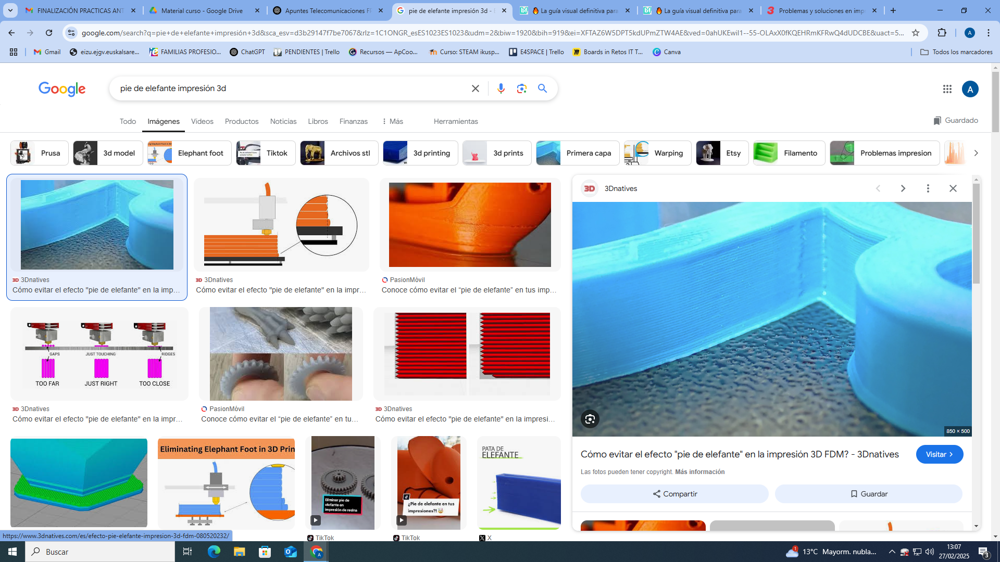 FINALIZACIÓN PRACTICAS ANT
Material curso - Google Drive
Apuntes Telecomunicaciones FF
pie de elefante impresión 3d - B
La guía visual definitiva para
La guía visual definitiva para
Problemas y soluciones en imp
google.com/search?q=pie+de+elefante+impresión+3d&sca_esv=d3b29147f7be7067&rlz=1C1ONGR_esES1023ES1023&udm=2&biw=1920&bih=919&ei=XFTAZ6W5DPT5kdUPmZTW4AE&ved=0ahUKEwil1--55-OLAxX0fKQEHRmKFRwQ4dUDCBE&uact=5...
A
Gmail
eizu.ejgv.euskalsare...
FAMILIAS PROFESIO...
ChatGPT
PENDIENTES | Trello
Recursos — ApCoo...
Curso: STEAM ikusp...
E4SPACE | Trello
Boards in Retos IT T...
Canva
Todos los marcadores
Google
pie de elefante impresión 3d
A
Todo
Imágenes
Vídeos
Productos
Noticias
Libros
Finanzas
Más
Herramientas
Guardado
Prusa
3d model
Elephant foot
Tiktok
Archivos stl
3d printing
3d prints
Primera capa
Warping
Etsy
Filamento
Problemas impresion
3D 3Dnatives
Cómo evitar el efecto "pie de elefante" en la imp...
3D 3Dnatives
Cómo evitar el efecto "pie de elefante" en la impr...
PasionMóvil
Conoce cómo evitar el “pie de elefante” en tus imp...
GAPS
JUST TOUCHING
RIDGES
TOO FAR
JUST RIGHT
TOO CLOSE
3D 3Dnatives
Cómo evitar el efecto "pie de elefante" en la impr...
PasionMóvil
Conoce cómo evitar el “pie de elefante” en tu...
3D 3Dnatives
Cómo evitar el efecto "pie de elefante" en la impresi...
Eliminating Elephant Foot in 3D Prin
Eliminar pie de
elefante en
impresión de resina
TikTok
¿Pie de elefante en tus
impresiones?!
TikTok
PATA DE
ELEFANTE
X
3D 3Dnatives
850 × 500
Cómo evitar el efecto "pie de elefante" en la impresión 3D FDM? - 3Dnatives
Visitar
Las fotos pueden tener copyright. Más información
Compartir
Guardar
https://www.3dnatives.com/es/efecto-pie-elefante-impresion-3d-fdm-080520232/
Buscar
1
13°C Mayorm. nubla...
13:07
27/02/2025
3